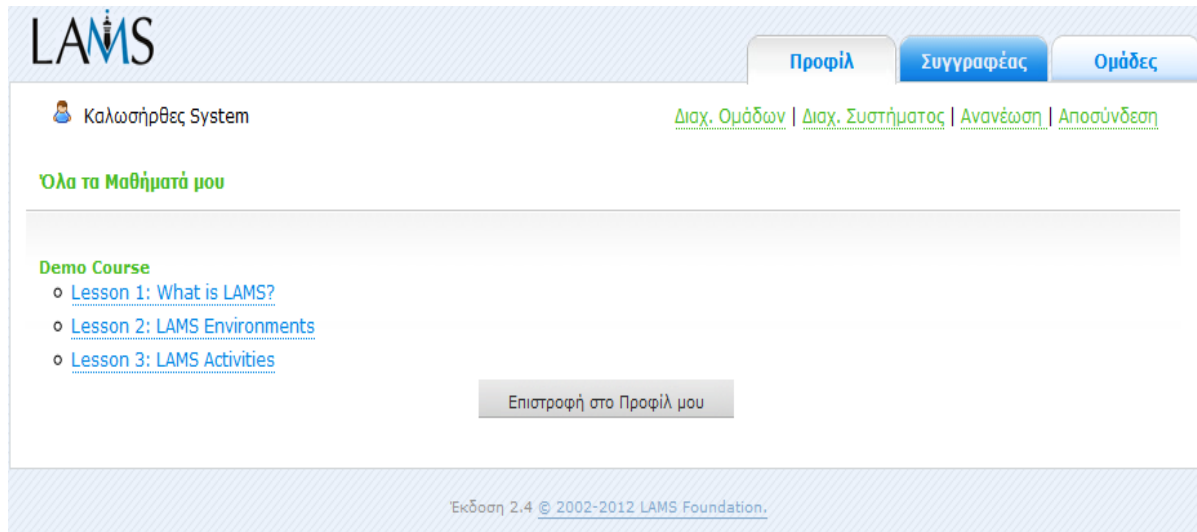 LAMS
Προφίλ Συγγραφέας Ομάδες
Καλωσήρθες System Διαχ. Ομάδων | Διαχ. Συστήματος | Ανανέωση | Αποσύνδεση
Όλα τα Μαθήματά μου
Demo Course
Lesson 1: What is LAMS?
Lesson 2: LAMS Environments
Lesson 3: LAMS Activities
Επιστροφή στο Προφίλ μου
Έκδοση 2.4 © 2002-2012 LAMS Foundation.